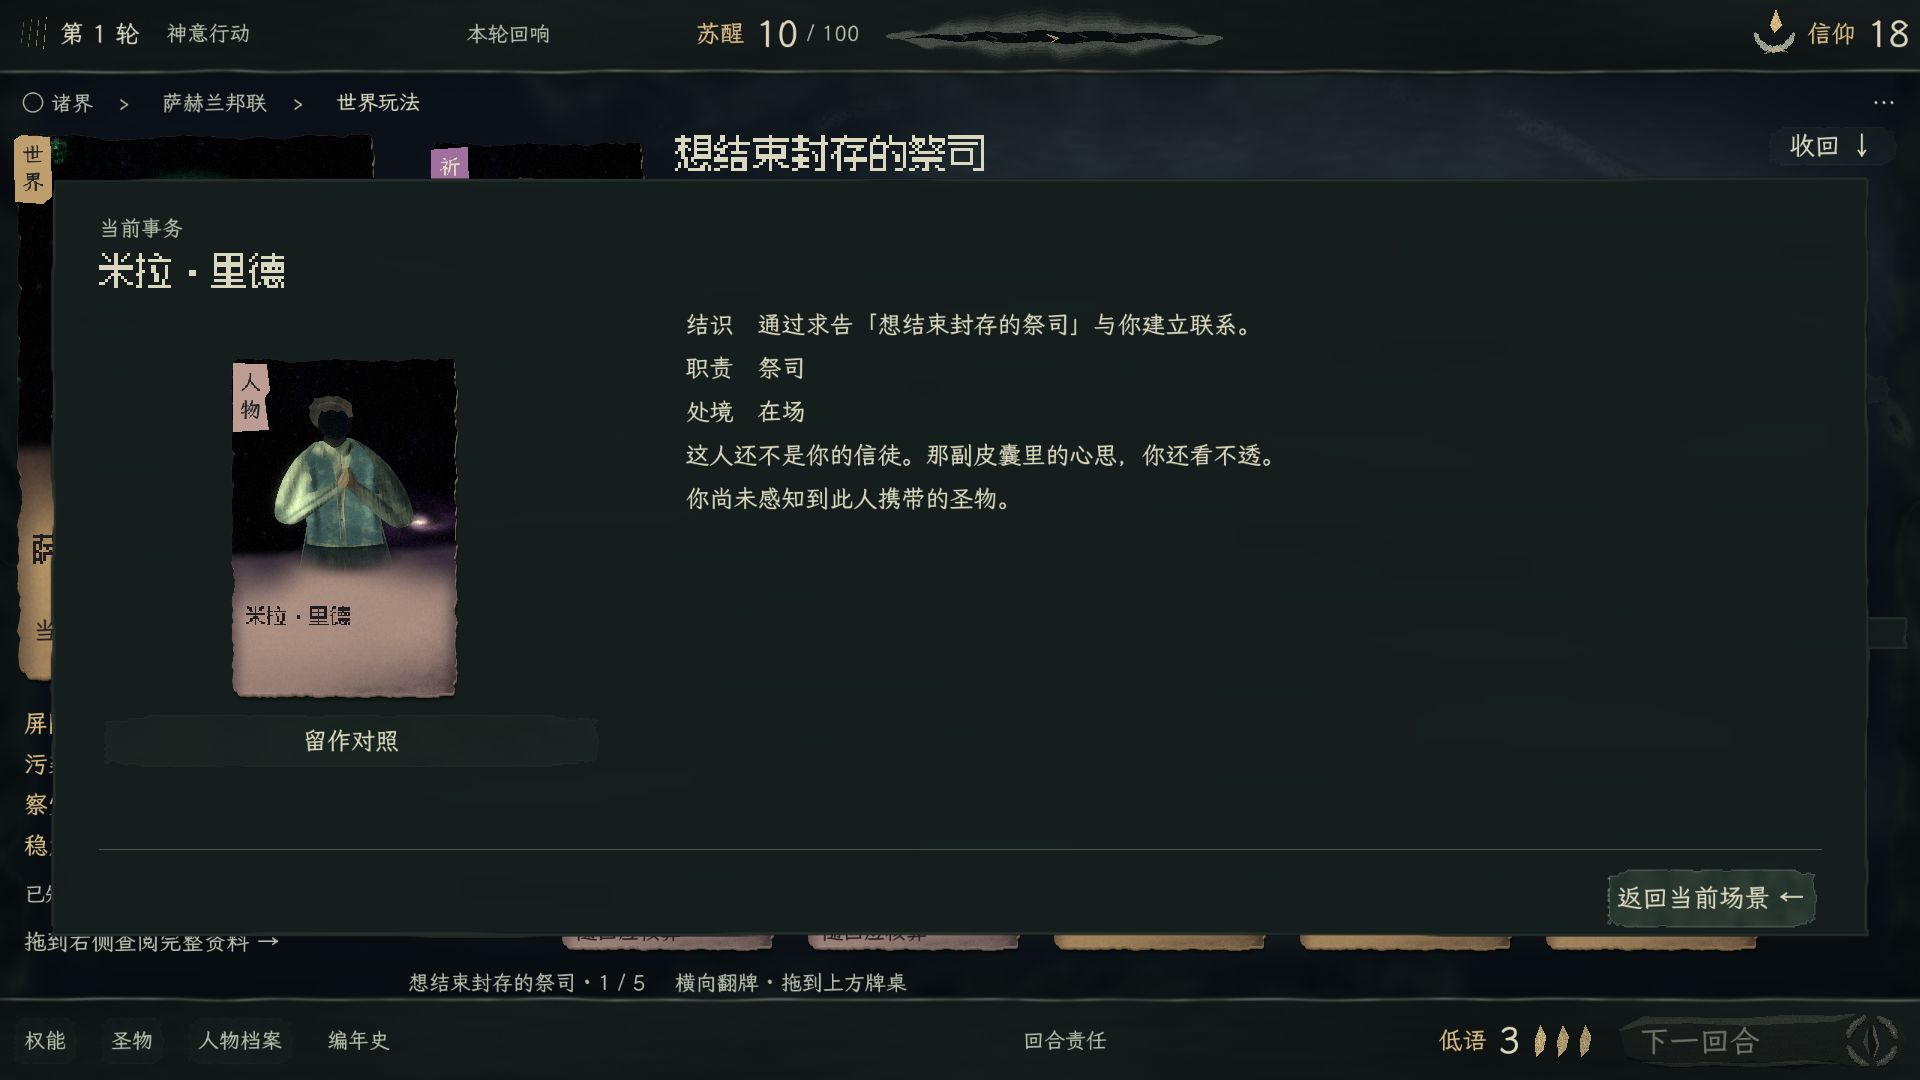 第 1 轮 神意行动 本轮回响 苏醒 10 / 100 信仰 18
诸界 > 萨赫兰邦联 > 世界玩法 ...
世界
祈
想结束封存的祭司
收回 ↓
当前事务
米拉·里德
人物
米拉·里德
留作对照
结识 通过求告「想结束封存的祭司」与你建立联系。
职责 祭司
处境 在场
这人还不是你的信徒。那副皮囊里的心思，你还看不透。
你尚未感知到此人携带的圣物。
返回当前场景 ←
当
屏
污
察
稳
已
拖到右侧查阅完整资料 →
想结束封存的祭司·1 / 5 横向翻牌·拖到上方牌桌
权能 圣物 人物档案 编年史 回合责任 低语 3 下一回合